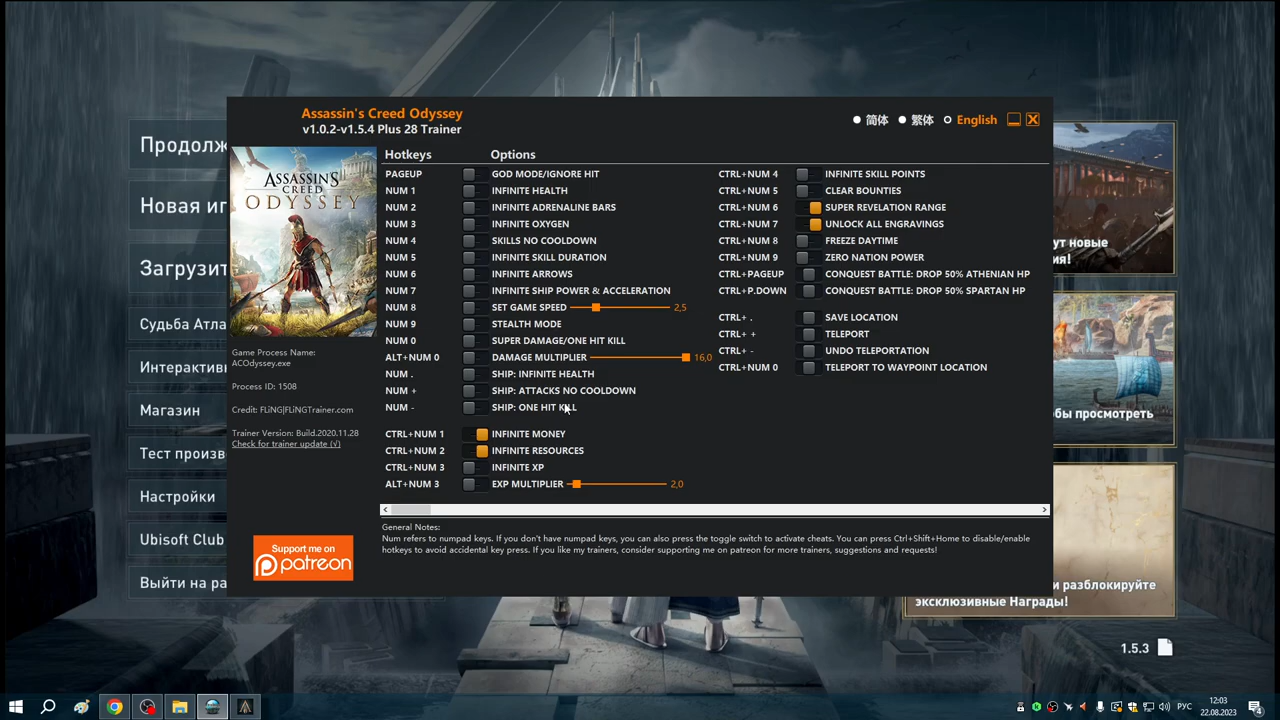 Assassin's Creed Odyssey
v1.0.2-v1.5.4 Plus 28 Trainer
简体
繁体
English
ASSASSIN'S CREED
ODYSSEY
Game Process Name:
ACOdyssey.exe
Process ID: 1508
Credit: FLiNG|FLiNGTrainer.com
Trainer Version: Build.2020.11.28
Check for trainer update (√)
Support me on
patreon
Hotkeys Options
PAGEUP GOD MODE/IGNORE HIT
NUM 1 INFINITE HEALTH
NUM 2 INFINITE ADRENALINE BARS
NUM 3 INFINITE OXYGEN
NUM 4 SKILLS NO COOLDOWN
NUM 5 INFINITE SKILL DURATION
NUM 6 INFINITE ARROWS
NUM 7 INFINITE SHIP POWER & ACCELERATION
NUM 8 SET GAME SPEED 2,5
NUM 9 STEALTH MODE
NUM 0 SUPER DAMAGE/ONE HIT KILL
ALT+NUM 0 DAMAGE MULTIPLIER 16,0
NUM . SHIP: INFINITE HEALTH
NUM + SHIP: ATTACKS NO COOLDOWN
NUM - SHIP: ONE HIT KILL
CTRL+NUM 1 INFINITE MONEY
CTRL+NUM 2 INFINITE RESOURCES
CTRL+NUM 3 INFINITE XP
ALT+NUM 3 EXP MULTIPLIER 2,0
CTRL+NUM 4 INFINITE SKILL POINTS
CTRL+NUM 5 CLEAR BOUNTIES
CTRL+NUM 6 SUPER REVELATION RANGE
CTRL+NUM 7 UNLOCK ALL ENGRAVINGS
CTRL+NUM 8 FREEZE DAYTIME
CTRL+NUM 9 ZERO NATION POWER
CTRL+PAGEUP CONQUEST BATTLE: DROP 50% ATHENIAN HP
CTRL+P.DOWN CONQUEST BATTLE: DROP 50% SPARTAN HP
CTRL+ . SAVE LOCATION
CTRL+ + TELEPORT
CTRL+ - UNDO TELEPORTATION
CTRL+NUM 0 TELEPORT TO WAYPOINT LOCATION
General Notes:
Num refers to numpad keys. If you don't have numpad keys, you can also press the toggle switch to activate cheats. You can press Ctrl+Shift+Home to disable/enable
hotkeys to avoid accidental key press. If you like my trainers, consider supporting me on patreon for more trainers, suggestions and requests!
Продолж
Новая иг
Загрузит
Судьба Атла
Интерактивн
Магазин
Тест произв
Настройки
Ubisoft Club
Выйти на ра
ут новые
ия!
обы просмотреть
и разблокируйте
эксклюзивные Награды!
1.5.3
РУС
12:03
22.08.2023
4